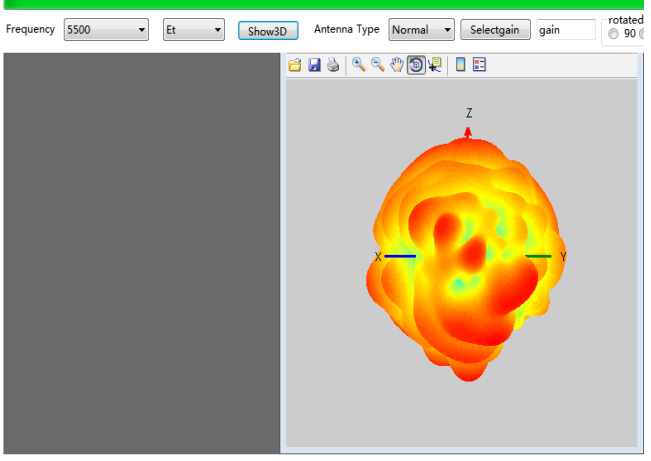 rotated
Frequency 5500 Et Show3D Antenna Type Normal Selectgain gain 90
Z
X Y